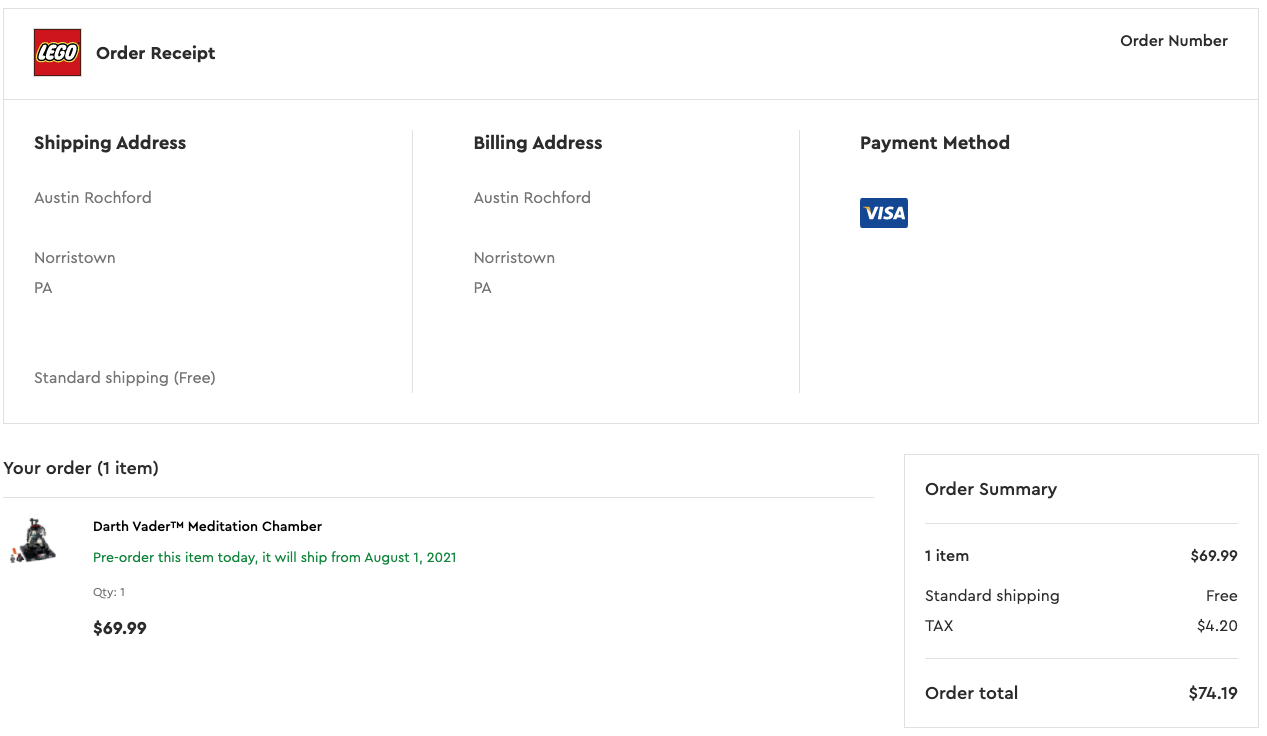 LEGO Order Receipt
Order Number
Shipping Address
Austin Rochford
Norristown
PA
Standard shipping (Free)
Billing Address
Austin Rochford
Norristown
PA
Payment Method
VISA
Your order (1 item)
Darth Vader™ Meditation Chamber
Pre-order this item today, it will ship from August 1, 2021
Qty: 1
$69.99
Order Summary
1 item $69.99
Standard shipping Free
TAX $4.20
Order total $74.19